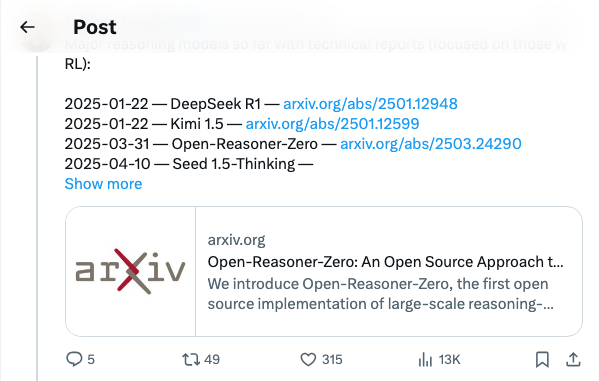 Post
Major reasoning models so far with technical reports (focused on those w
RL):
2025-01-22 — DeepSeek R1 — arxiv.org/abs/2501.12948
2025-01-22 — Kimi 1.5 — arxiv.org/abs/2501.12599
2025-03-31 — Open-Reasoner-Zero — arxiv.org/abs/2503.24290
2025-04-10 — Seed 1.5-Thinking —
Show more
arXiv
arxiv.org
Open-Reasoner-Zero: An Open Source Approach t...
We introduce Open-Reasoner-Zero, the first open
source implementation of large-scale reasoning-...
5 49 315 13K